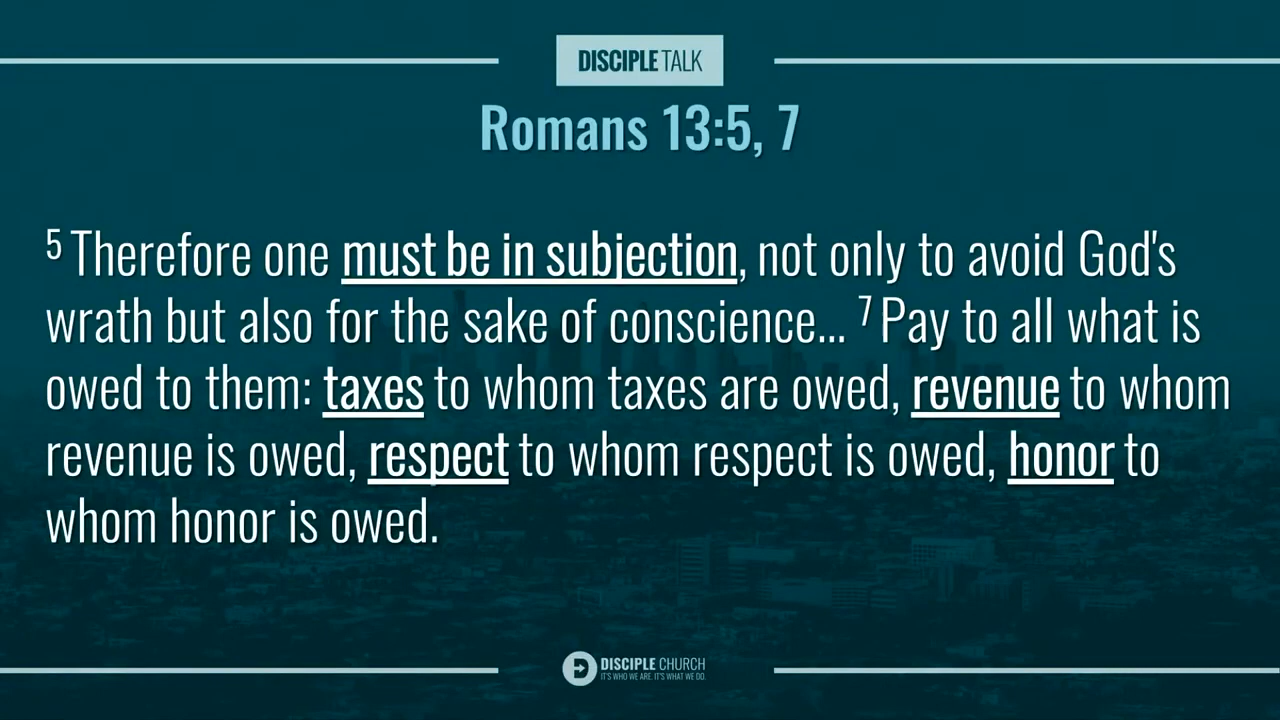 DISCIPLE TALK
Romans 13:5, 7
5 Therefore one must be in subjection, not only to avoid God's
wrath but also for the sake of conscience... 7 Pay to all what is
owed to them: taxes to whom taxes are owed, revenue to whom
revenue is owed, respect to whom respect is owed, honor to
whom honor is owed.
DISCIPLE CHURCH
IT'S WHO WE ARE. IT'S WHAT WE DO.